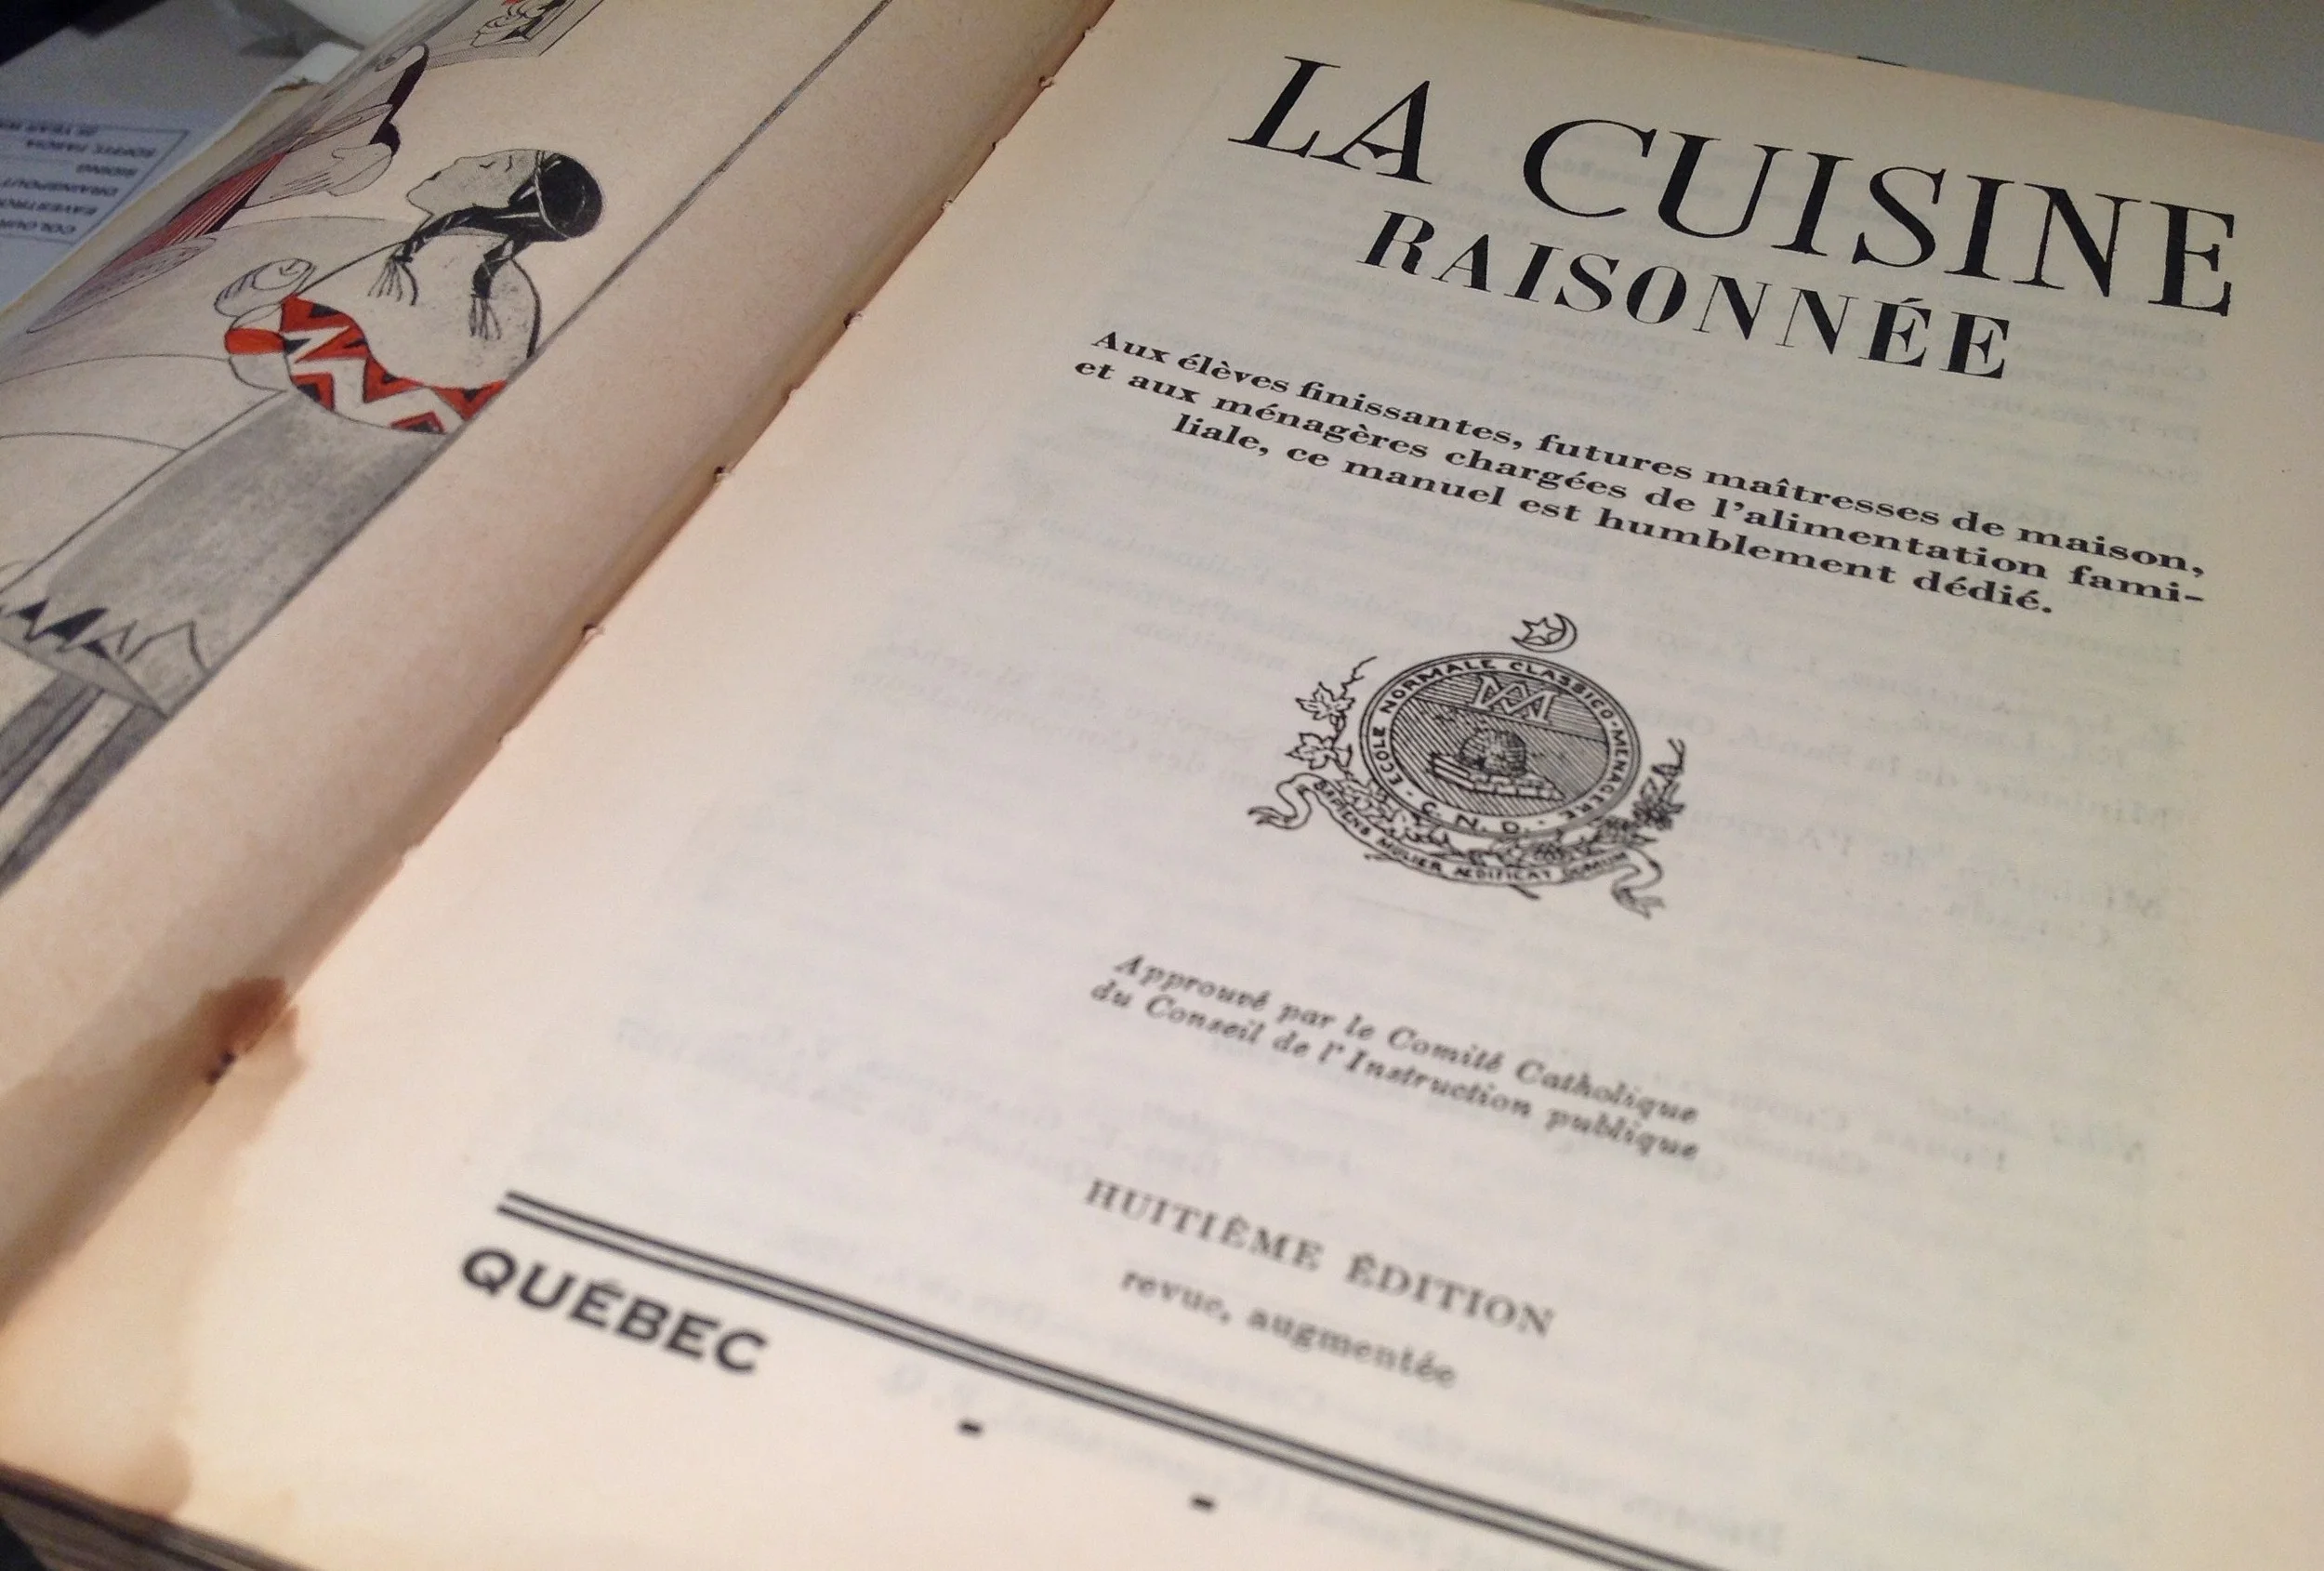 LA CUISINE
RAISONNÉE
Aux élèves finissantes, futures maîtresses de maison,
et aux ménagères chargées de l'alimentation fami-
liale, ce manuel est humblement dédié.
ECOLE NORMALE CLASSICO-MENAGERE
C. N. D.
SAPIENS MULIER AEDIFICAT DOMUM
Approuvé par le Comité Catholique
du Conseil de l'Instruction publique
HUITIÈME ÉDITION
revue, augmentée
QUÉBEC